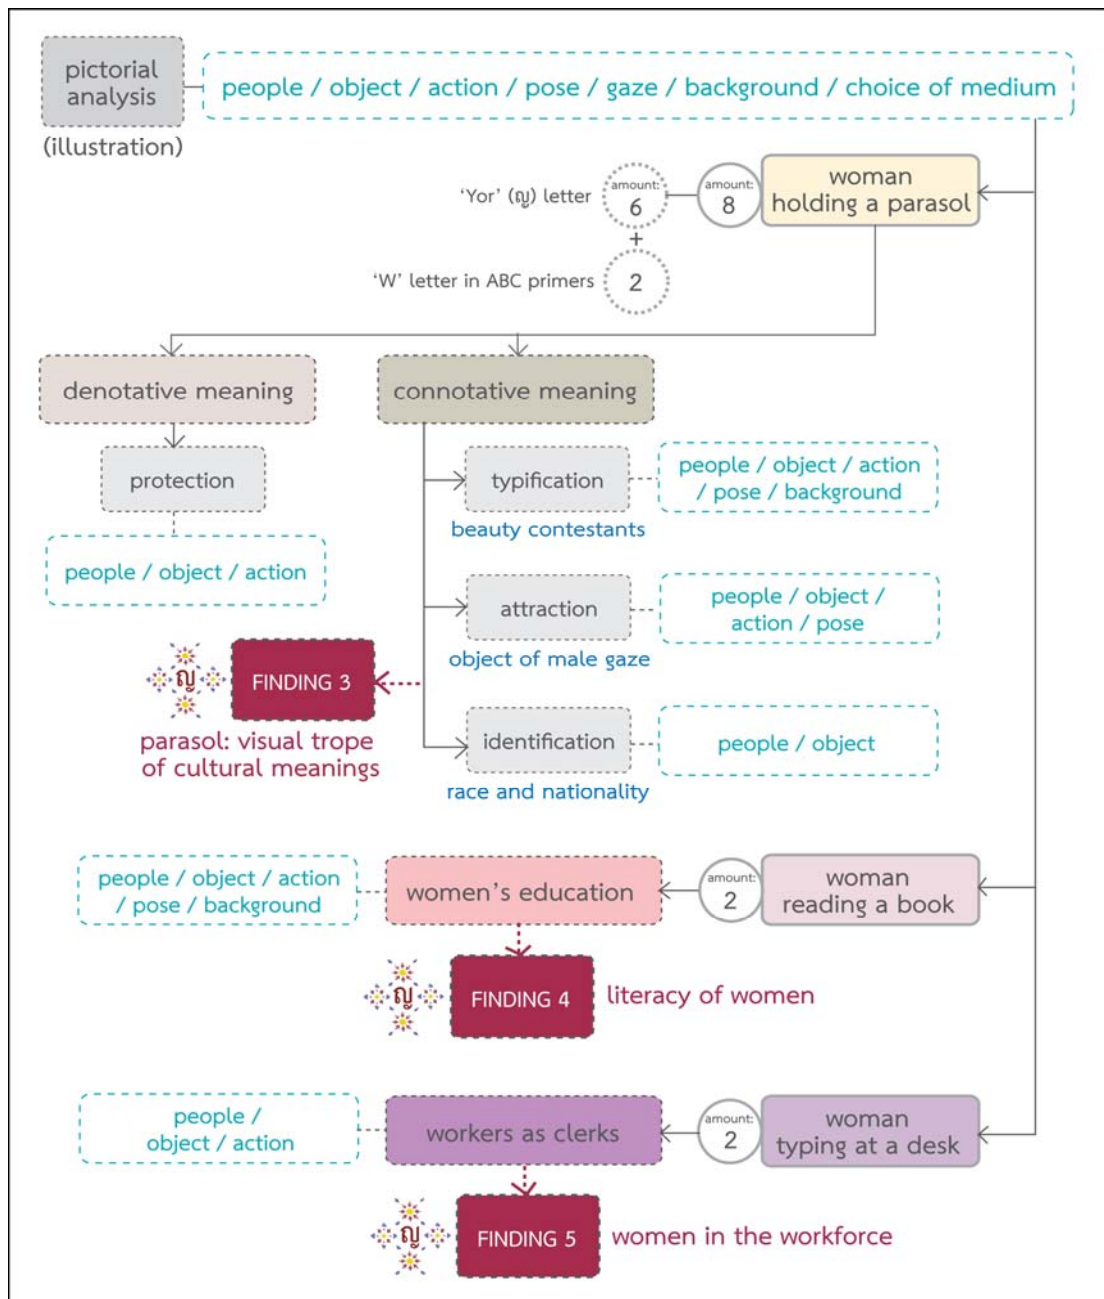 pictorial
analysis
(illustration)
people / object / action / pose / gaze / background / choice of medium
woman
holding a parasol
amount:
8
amount:
6
'Yor' (ญ) letter
+
2
'W' letter in ABC primers
denotative meaning
connotative meaning
protection
people / object / action
typification
beauty contestants
people / object / action
/ pose / background
attraction
object of male gaze
people / object /
action / pose
identification
race and nationality
people / object
ญ
FINDING 3
parasol: visual trope
of cultural meanings
people / object / action
/ pose / background
women's education
amount:
2
woman
reading a book
ญ
FINDING 4
literacy of women
people /
object / action
workers as clerks
amount:
2
woman
typing at a desk
ญ
FINDING 5
women in the workforce